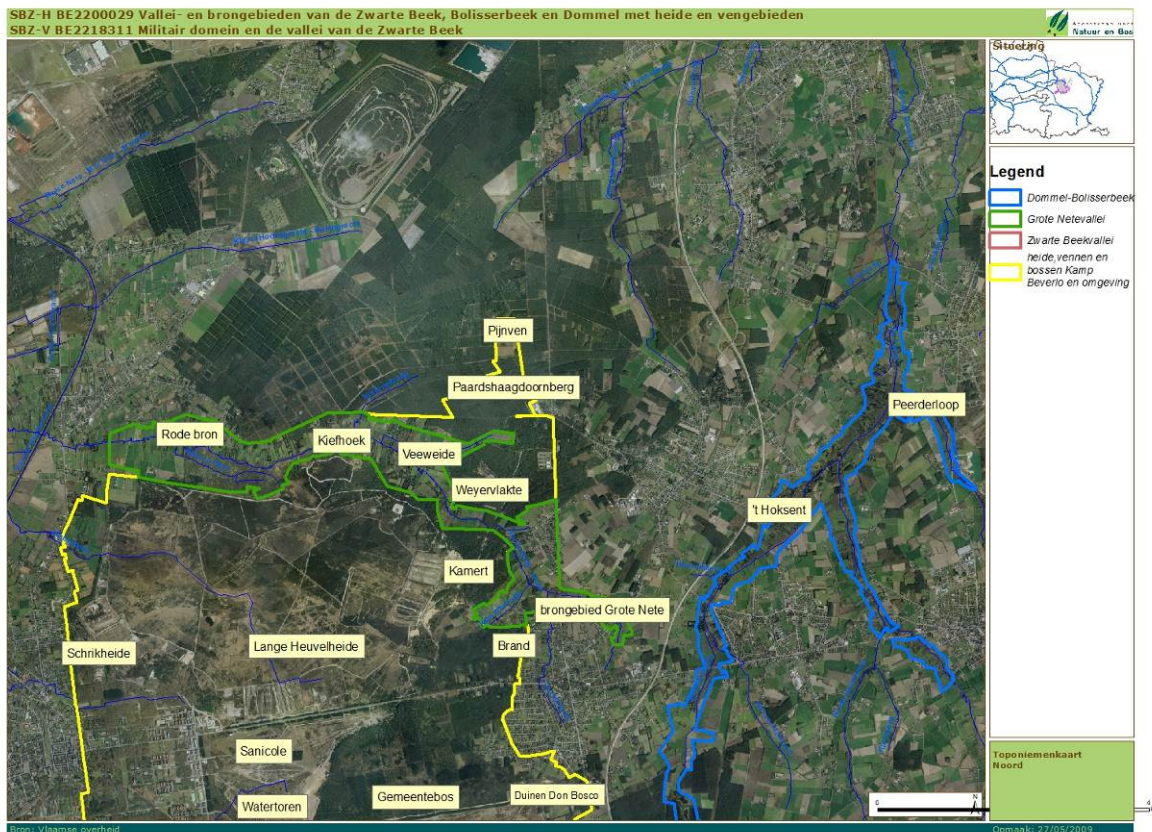 SBZ-H BE2200029 Vallei- en brongebieden van de Zwarte Beek, Bolisserbeek en Dommel met heide en vengebieden
SBZ-V BE2218311 Militair domein en de vallei van de Zwarte Beek
Natuur en Bos
Situering
Legend
Dommel-Bolisserbeek
Grote Netevallei
Zwarte Beekvallei
heide,vennen en
bossen Kamp
Beverlo en omgeving
Pijnven
Paardshaagdoornberg
Peerderloop
Rode bron
Kiefhoek
Veeweide
Weyervlakte
't Hoksent
Kamert
brongebied Grote Nete
Brand
Schrikheide
Lange Heuvelheide
Sanicole
Watertoren
Gemeentebos
Duinen Don Bosco
Toponiemenkaart
Noord
0
N
4
Bron: Vlaamse overheid
Opmaak: 27/05/2009